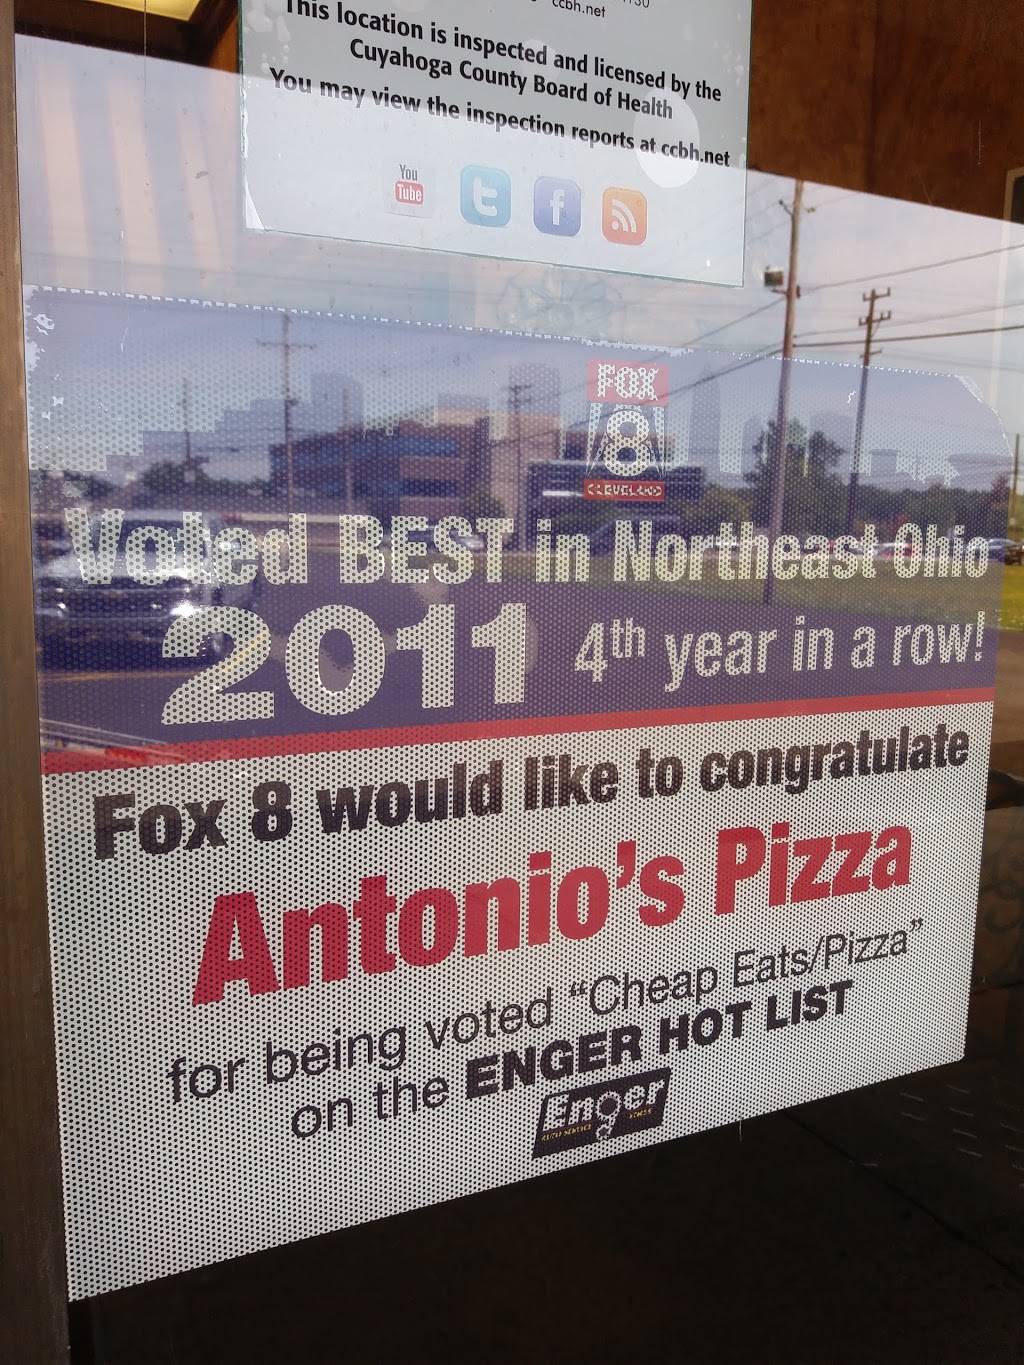 ccbh.net
This location is inspected and licensed by the
Cuyahoga County Board of Health
You may view the inspection reports at ccbh.net
You
Tube
FOX
8
CLEVELAND
Voted BEST in Northeast Ohio
2011 4th year in a row!
Fox 8 would like to congratulate
Antonio's Pizza
for being voted “Cheap Eats/Pizza”
on the ENGER HOT LIST
Enger
AUTO SERVICE